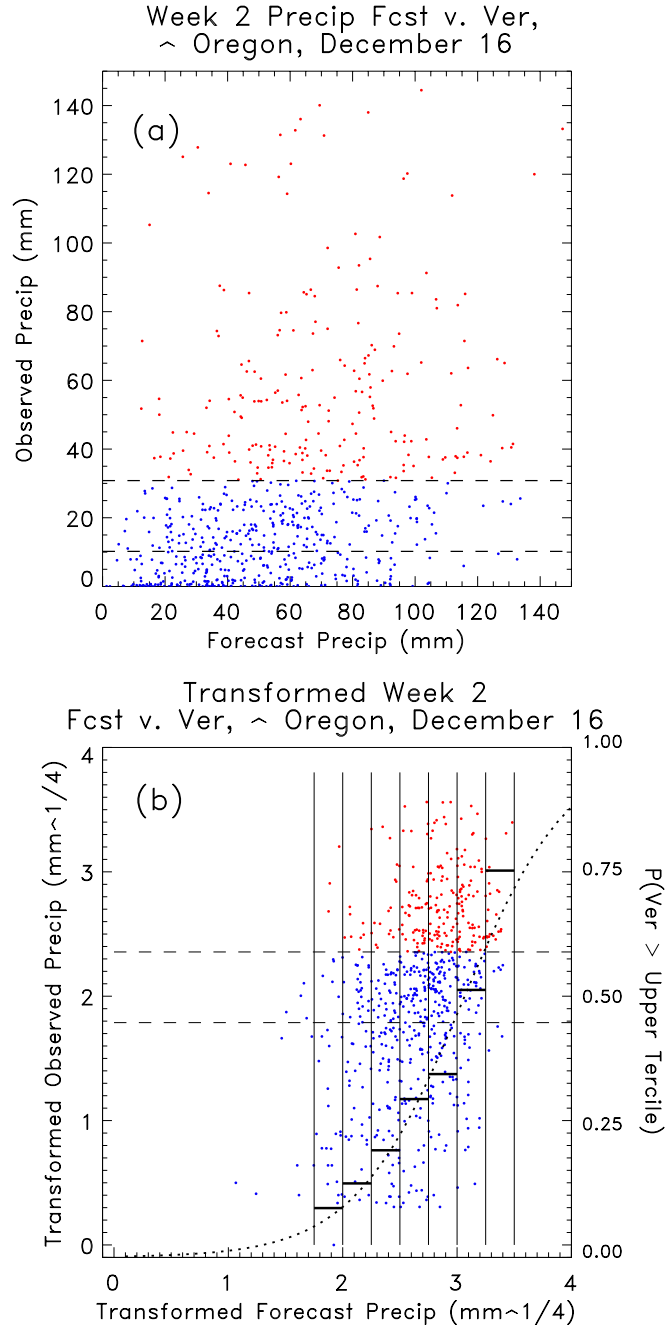 Week 2 Precip Fcst v. Ver,
^ Oregon, December 16
(a)
Observed Precip (mm)
140
120
100
80
60
40
20
0
0 20 40 60 80 100 120 140
Forecast Precip (mm)
Transformed Week 2
Fcst v. Ver, ^ Oregon, December 16
(b)
Transformed Observed Precip (mm^1/4)
4
3
2
1
0
1.00
0.75
0.50
0.25
0.00
P(Ver > Upper Tercile)
0 1 2 3 4
Transformed Forecast Precip (mm^1/4)